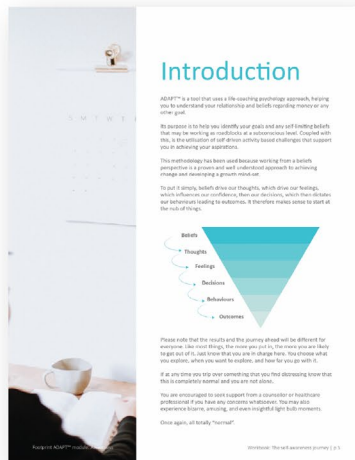 Introduction
ADAPT™ is a tool that uses a life coaching psychology approach, helping
you to understand your relationship and beliefs regarding money or any
other goal.
Its purpose is to help you identify your goals and any self limiting beliefs
that may be working as roadblocks at a subconscious level. Coupled with
this, is the utilisation of self driven activity based challenges that support
you in achieving your aspirations.
This methodology has been used because working from a beliefs
perspective is a proven and well understood approach to achieving
change and developing a growth mind-set.
To put it simply, beliefs drive our thoughts, which drive our feelings,
which influences our confidence, then our decisions, which then dictates
our behaviours leading to outcomes. It therefore makes sense to start at
the nub of things.
Beliefs
Thoughts
Feelings
Decisions
Behaviours
Outcomes
Please note that the results and the journey ahead will be different for
everyone. Like most things, the more you put in, the more you are likely
to get out of it. Just know that you are in charge here. You choose what
you explore, when you want to explore, and how far you go with it.
If at any time you trip over something that you find distressing know that
this is completely normal and you are not alone.
You are encouraged to seek support from a counsellor or healthcare
professional if you have any concerns whatsoever. You may also
experience bizarre, amusing, and even insightful light bulb moments.
Once again, all totally "normal".
Footprint ADAPT™ module
Workbook: The self-awareness journey | p 1